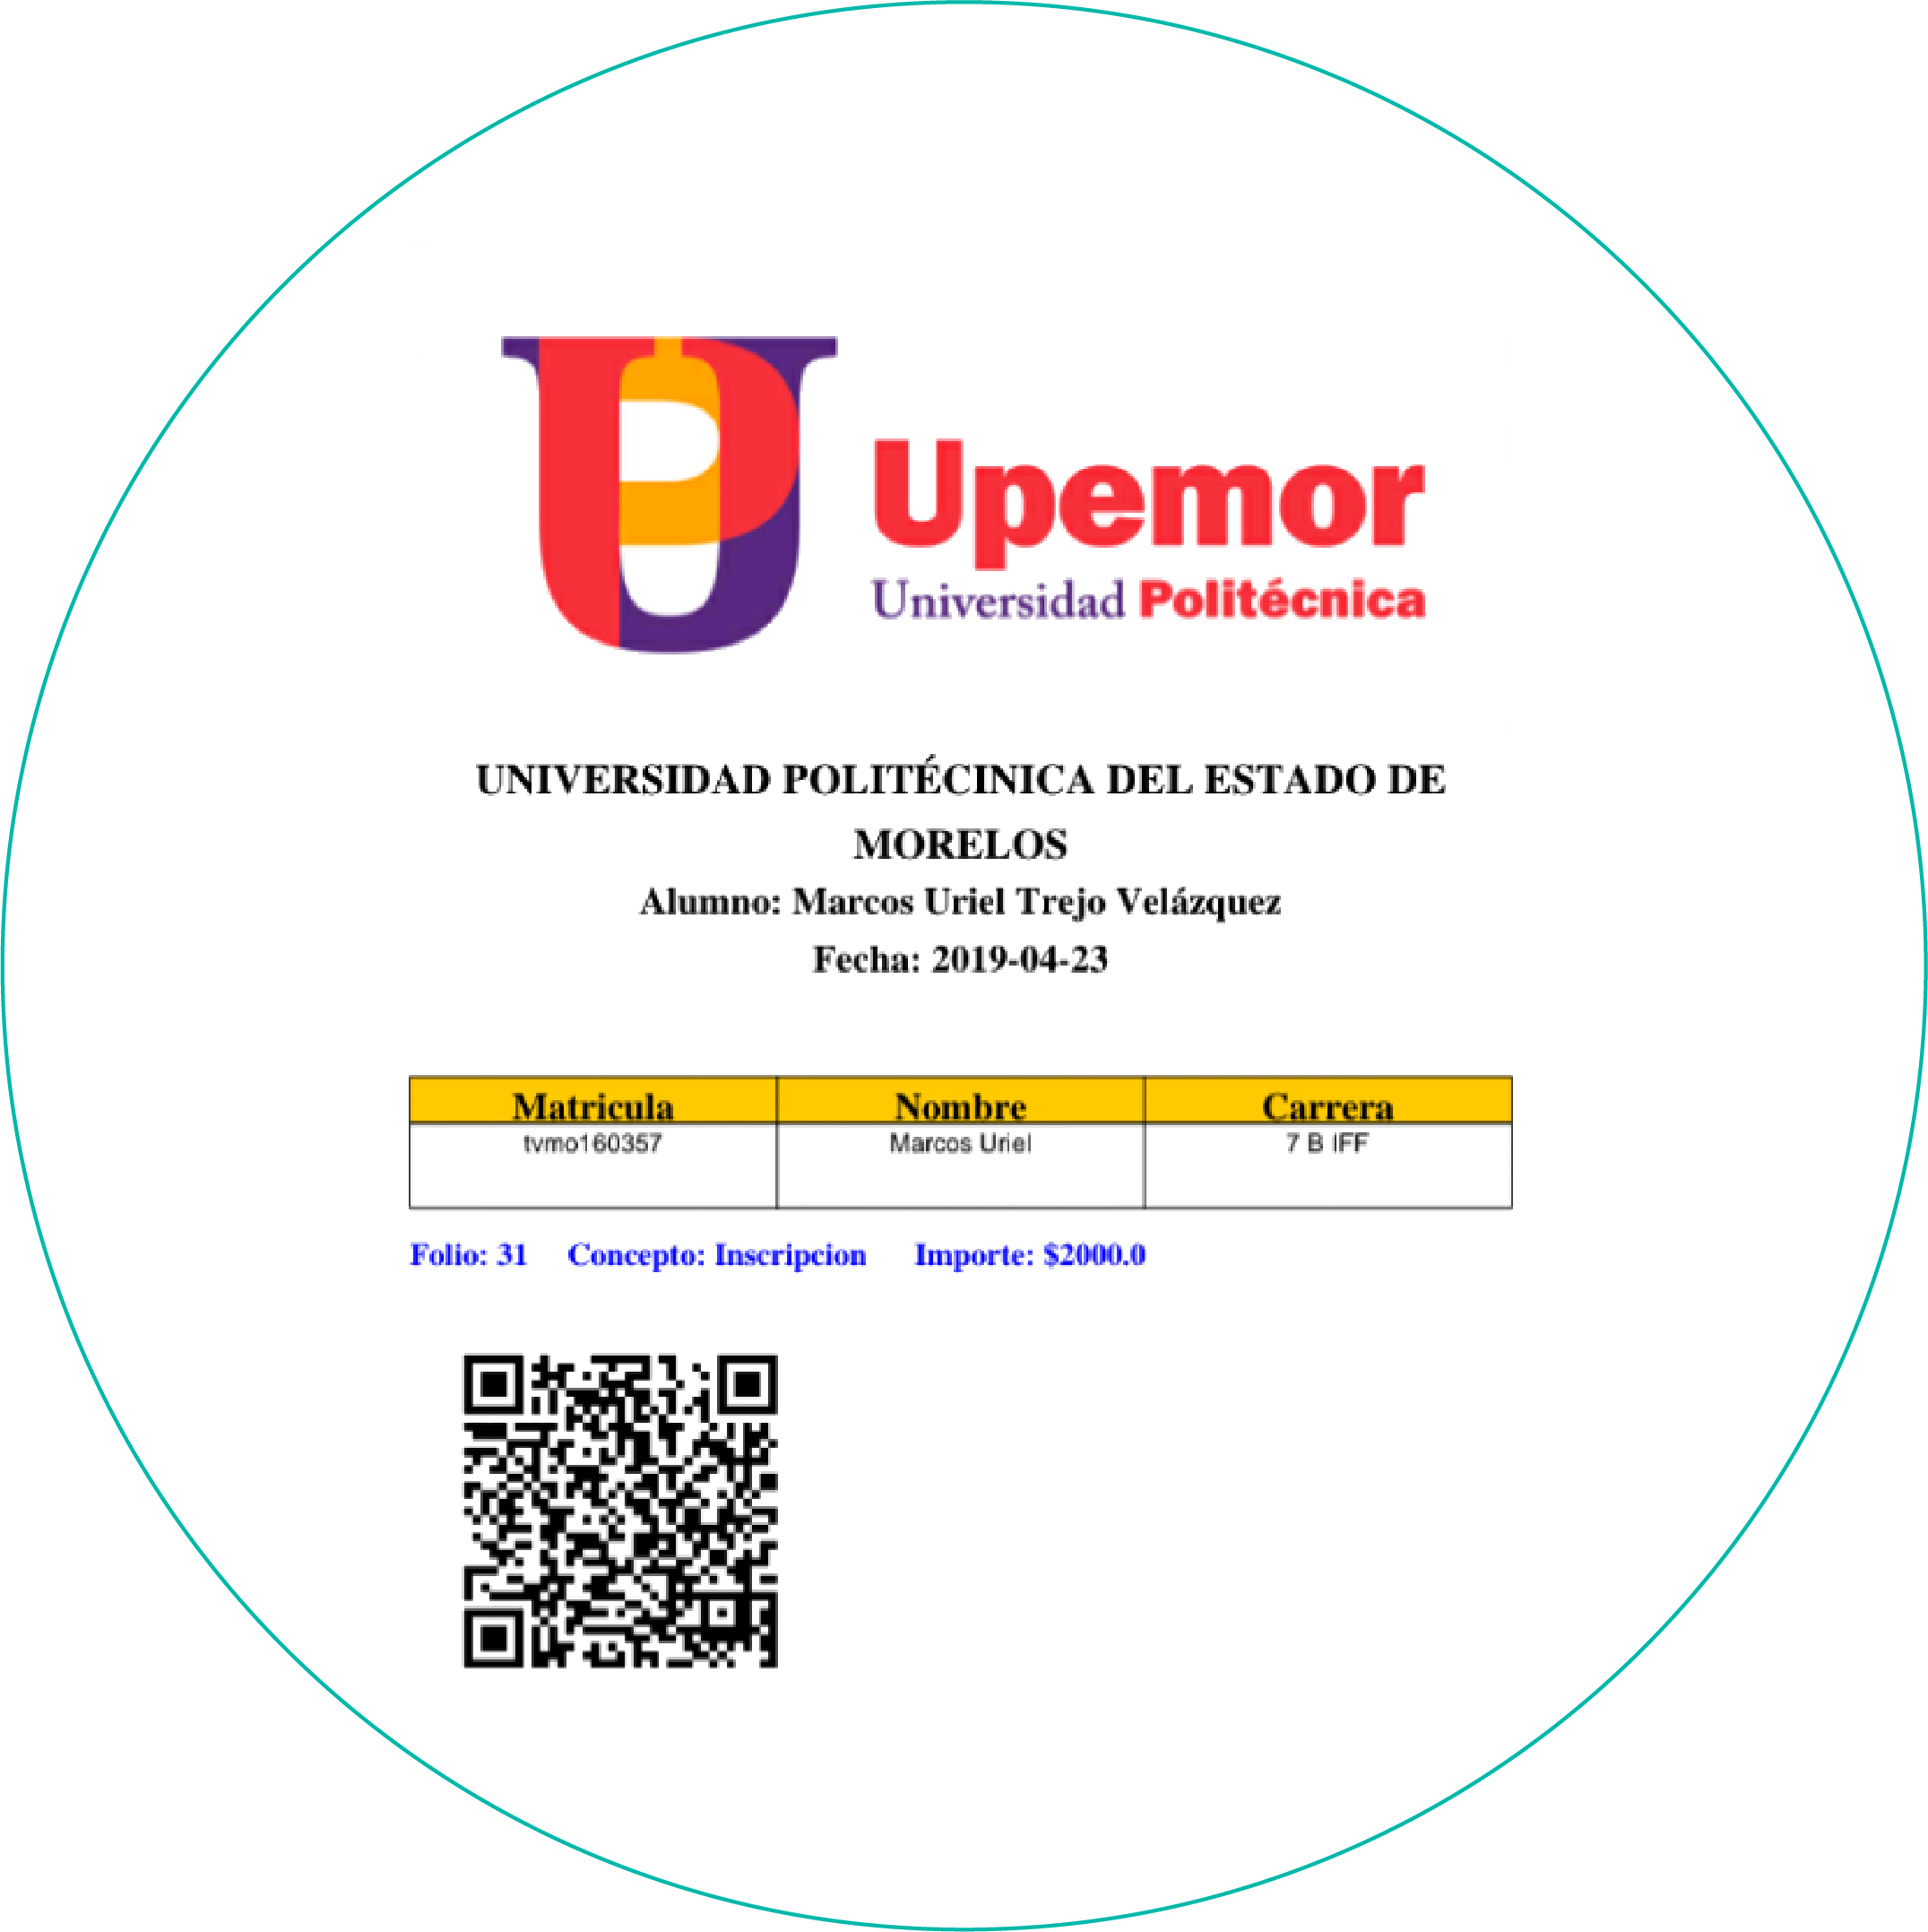 Upemor
Universidad Politécnica
UNIVERSIDAD POLITÉCINICA DEL ESTADO DE
MORELOS
Alumno: Marcos Uriel Trejo Velázquez
Fecha: 2019-04-23
Matricula Nombre Carrera
tvmo160357 Marcos Uriel 7 B IFF
Folio: 31 Concepto: Inscripcion Importe: $2000.0